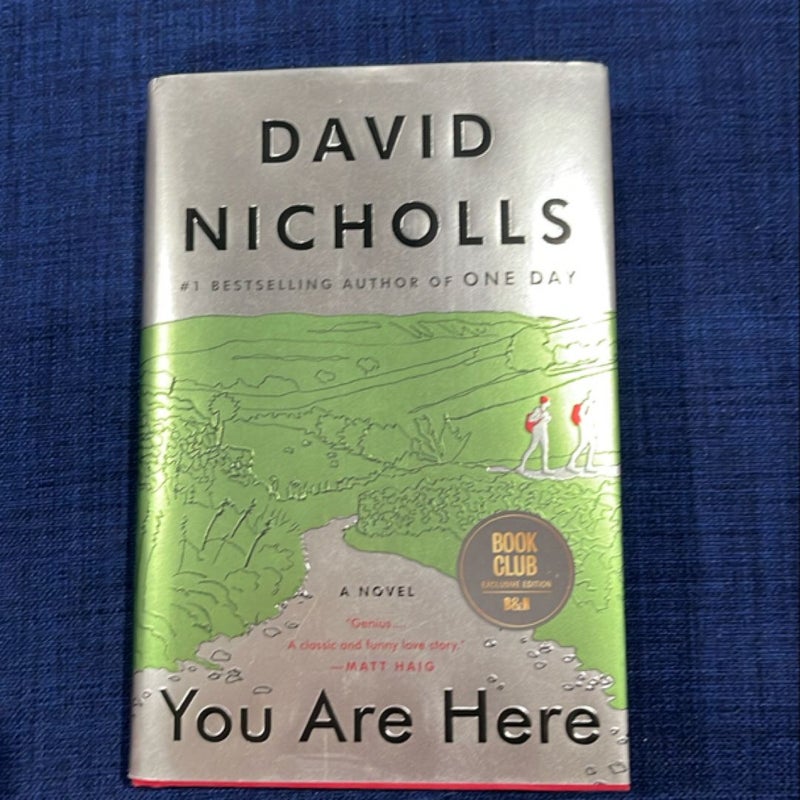 DAVID
NICHOLLS
#1 BESTSELLING AUTHOR OF ONE DAY
BOOK
CLUB
EXCLUSIVE EDITION
B&N
A NOVEL
"Genius....
A classic and funny love story."
—MATT HAIG
You Are Here